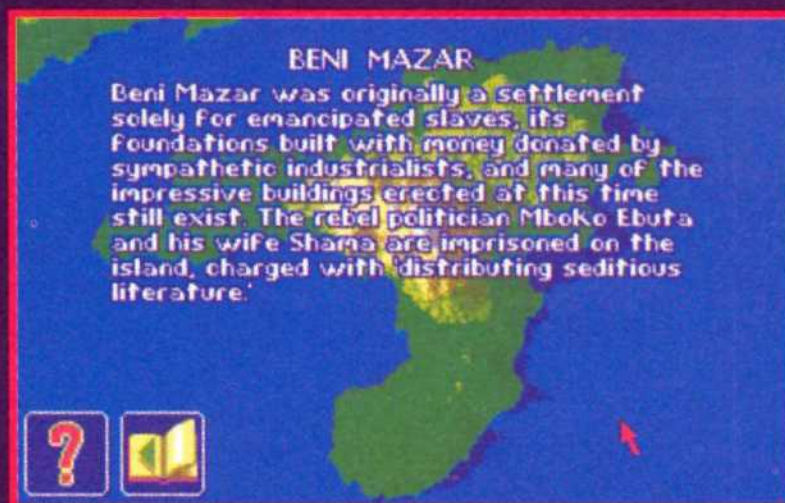 BENI MAZAR
Beni Mazar was originally a settlement
solely for emancipated slaves, its
foundations built with money donated by
sympathetic industrialists, and many of the
impressive buildings erected at this time
still exist. The rebel politician Mboko Ebuta
and his wife Shama are imprisoned on the
island, charged with 'distributing seditious
literature.'
?